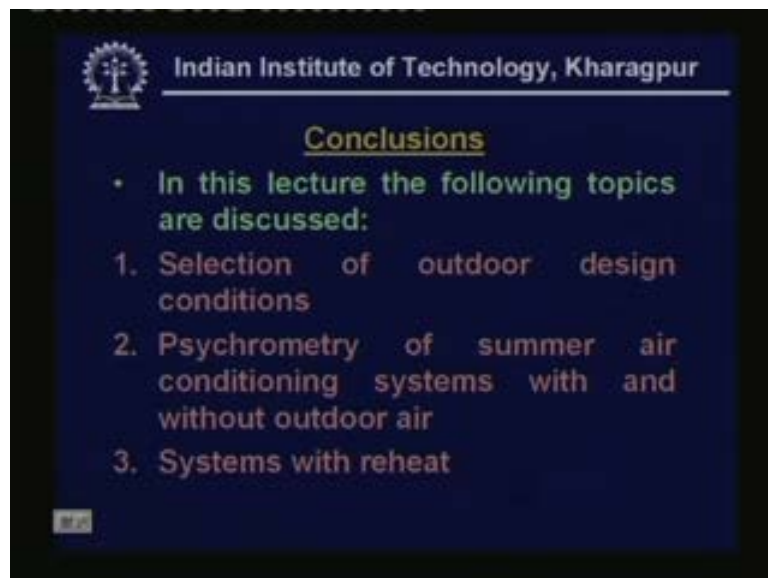 Indian Institute of Technology, Kharagpur
Conclusions
• In this lecture the following topics
are discussed:
1. Selection of outdoor design
conditions
2. Psychrometry of summer air
conditioning systems with and
without outdoor air
3. Systems with reheat